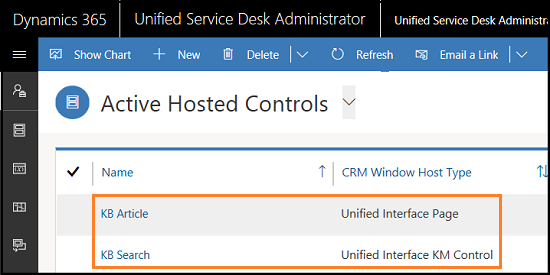 Dynamics 365 Unified Service Desk Administrator Unified Service Desk Administra
Show Chart + New Delete Refresh Email a Link
Active Hosted Controls
Name CRM Window Host Type
KB Article Unified Interface Page
KB Search Unified Interface KM Control